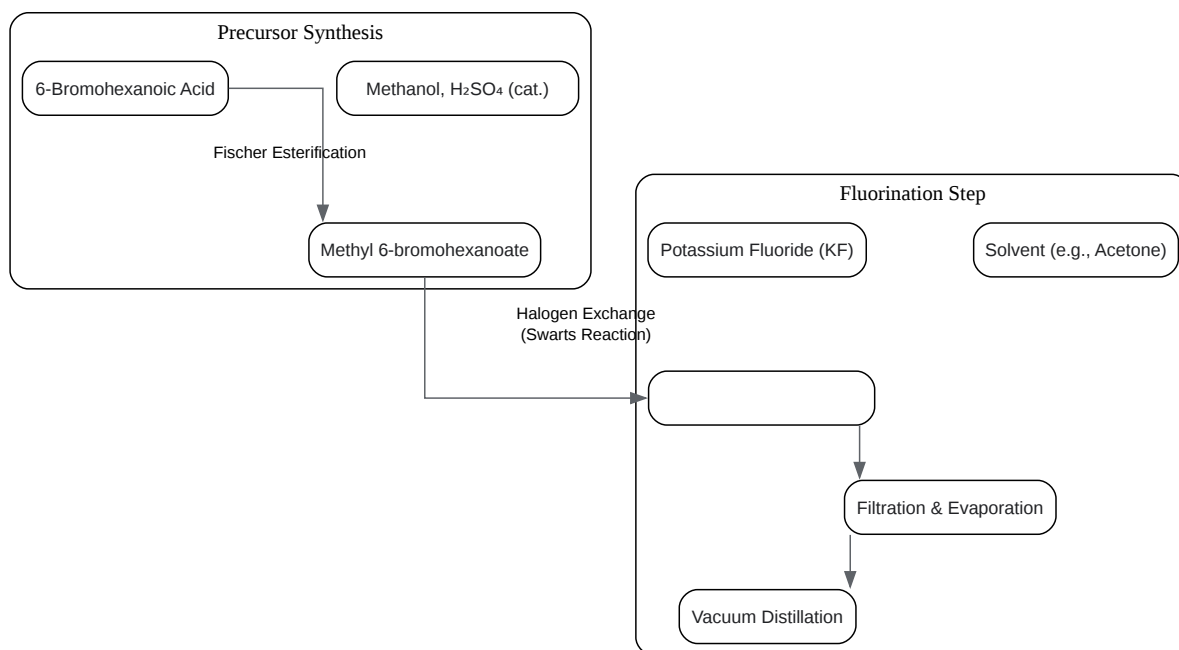 Precursor Synthesis
6-Bromohexanoic Acid
Methanol, H₂SO₄ (cat.)
Fischer Esterification
Methyl 6-bromohexanoate
Fluorination Step
Potassium Fluoride (KF)
Solvent (e.g., Acetone)
Halogen Exchange
(Swarts Reaction)
Filtration & Evaporation
Vacuum Distillation